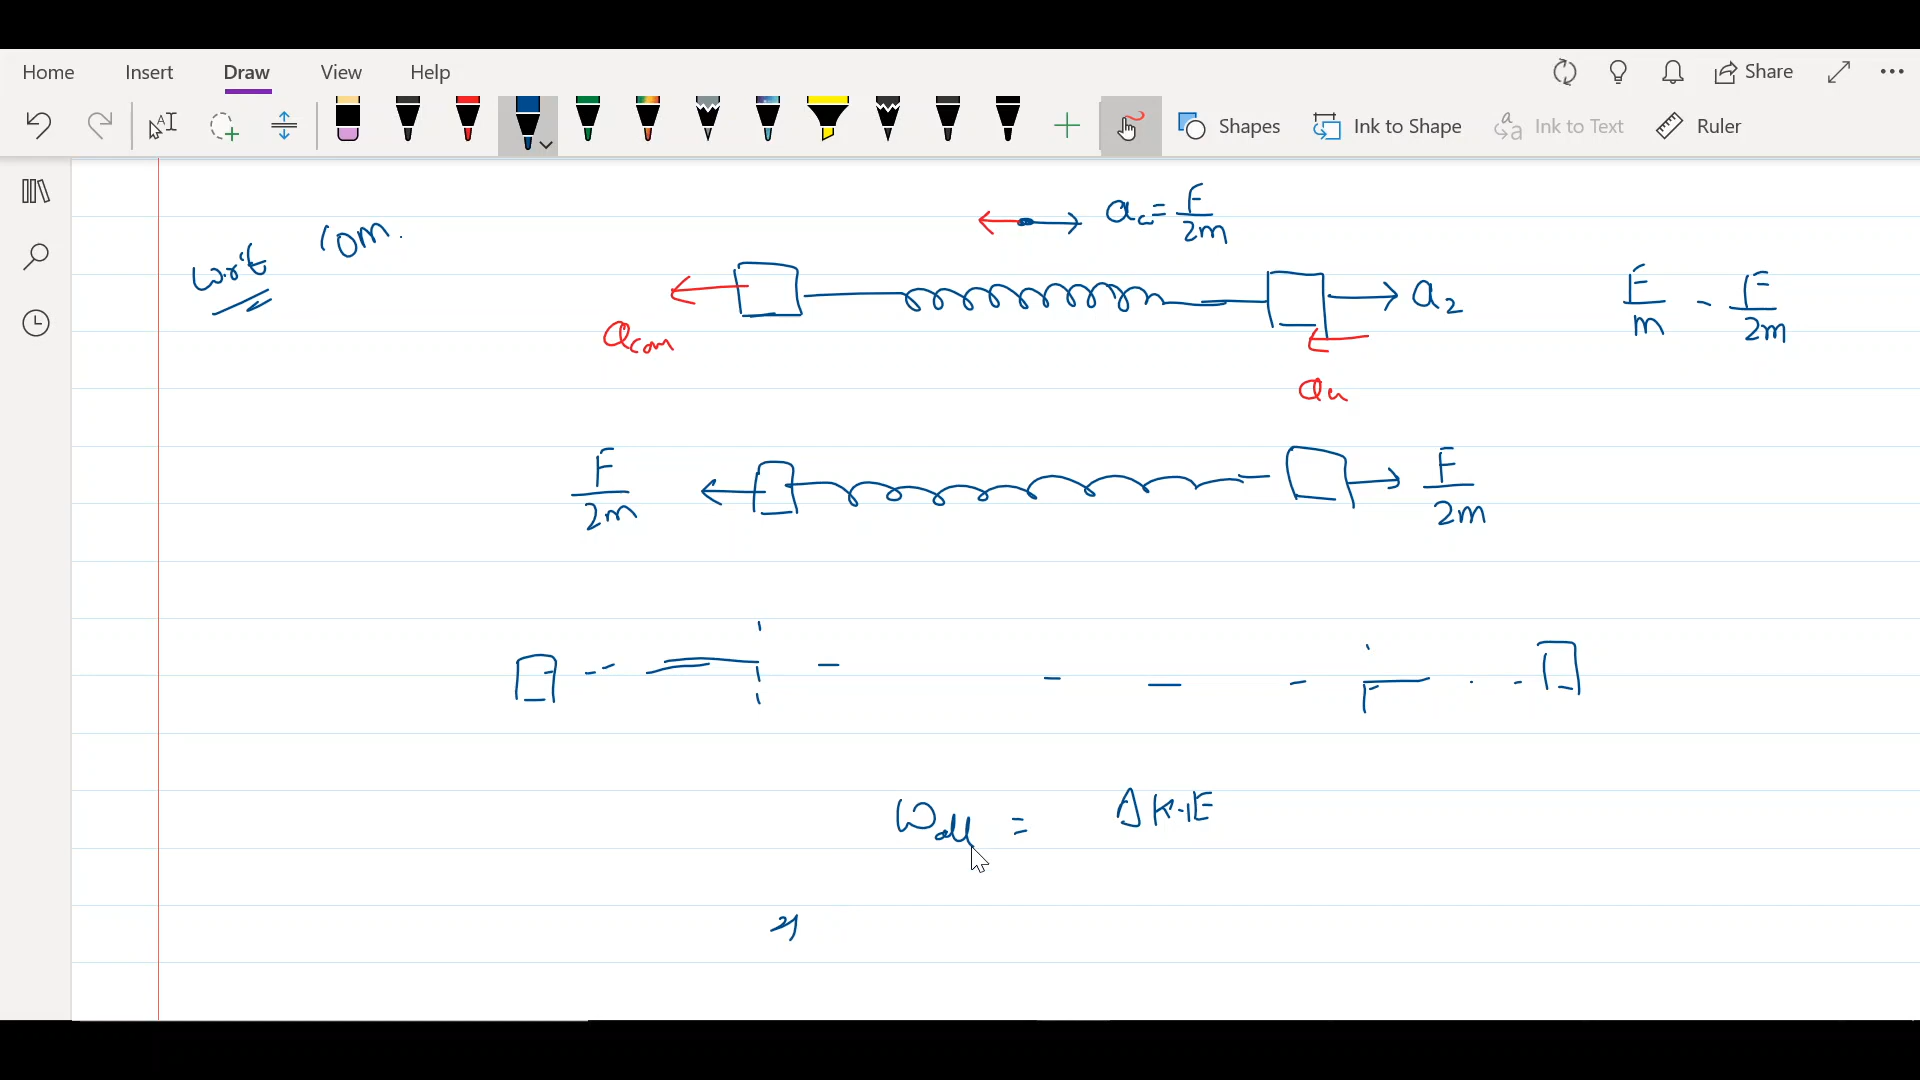 Home Insert Draw View Help Share
Shapes Ink to Shape Ink to Text Ruler
w.r.t com.
a_c = F/2m
a_com a_2 F/m - F/2m
F/2m F/2m
W_all = ΔK.E